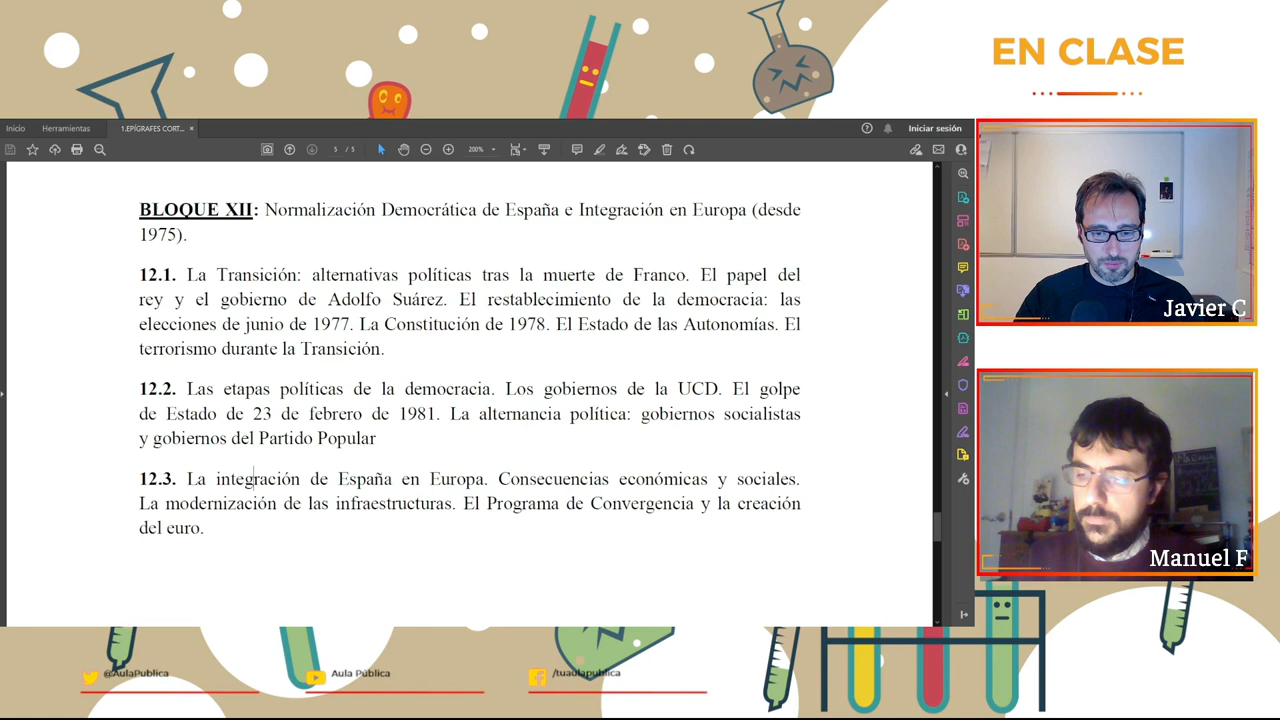 EN CLASE
Inicio
Herramientas
1.EPÍGRAFES CORT...
×
Iniciar sesión
5 / 5
200%
BLOQUE XII: Normalización Democrática de España e Integración en Europa (desde
1975).
12.1. La Transición: alternativas políticas tras la muerte de Franco. El papel del
rey y el gobierno de Adolfo Suárez. El restablecimiento de la democracia: las
elecciones de junio de 1977. La Constitución de 1978. El Estado de las Autonomías. El
terrorismo durante la Transición.
12.2. Las etapas políticas de la democracia. Los gobiernos de la UCD. El golpe
de Estado de 23 de febrero de 1981. La alternancia política: gobiernos socialistas
y gobiernos del Partido Popular
12.3. La integración de España en Europa. Consecuencias económicas y sociales.
La modernización de las infraestructuras. El Programa de Convergencia y la creación
del euro.
Javier C
Manuel F
@AulaPublica
Aula Pública
/tuaulapublica